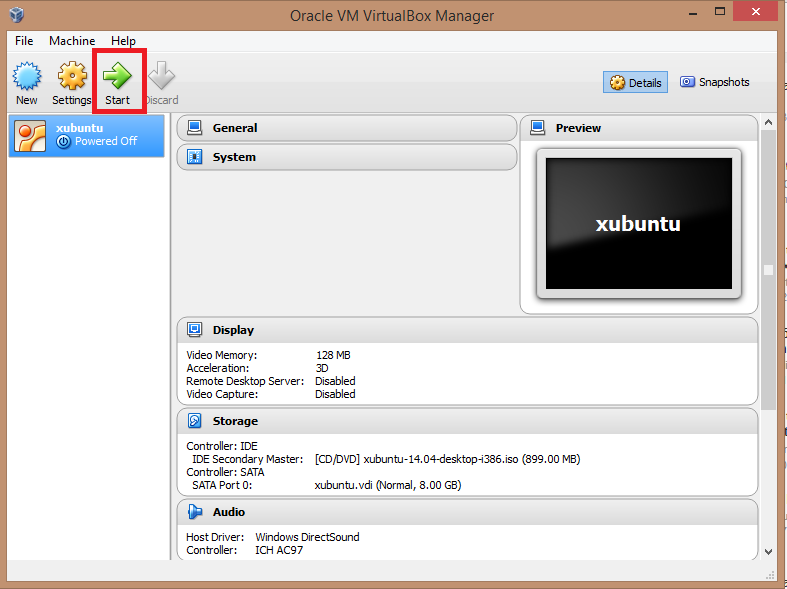 Oracle VM VirtualBox Manager
File Machine Help
New Settings Start Discard
Details Snapshots
xubuntu
Powered Off
General
System
Preview
xubuntu
Display
Video Memory: 128 MB
Acceleration: 3D
Remote Desktop Server: Disabled
Video Capture: Disabled
Storage
Controller: IDE
IDE Secondary Master: [CD/DVD] xubuntu-14.04-desktop-i386.iso (899.00 MB)
Controller: SATA
SATA Port 0: xubuntu.vdi (Normal, 8.00 GB)
Audio
Host Driver: Windows DirectSound
Controller: ICH AC97